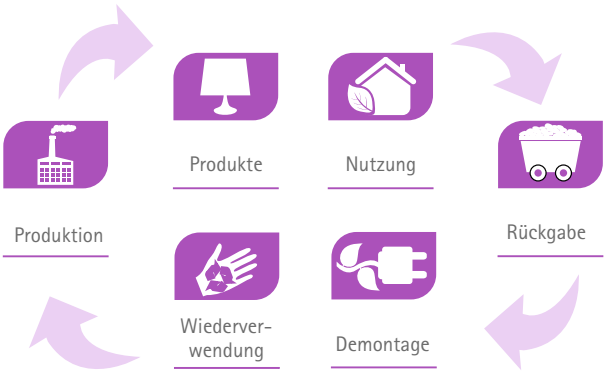 Produkte
Nutzung
Produktion
Rückgabe
Wiederver-
wendung
Demontage